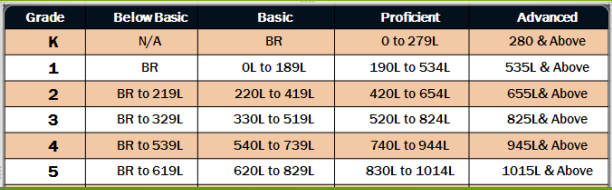 Grade Below Basic Basic Proficient Advanced
K N/A BR 0 to 279L 280 & Above
1 BR 0L to 189L 190L to 534L 535L & Above
2 BR to 219L 220L to 419L 420L to 654L 655L& Above
3 BR to 329L 330L to 519L 520L to 824L 825L& Above
4 BR to 539L 540L to 739L 740L to 944L 945L& Above
5 BR to 619L 620L to 829L 830L to 1014L 1015L & Above